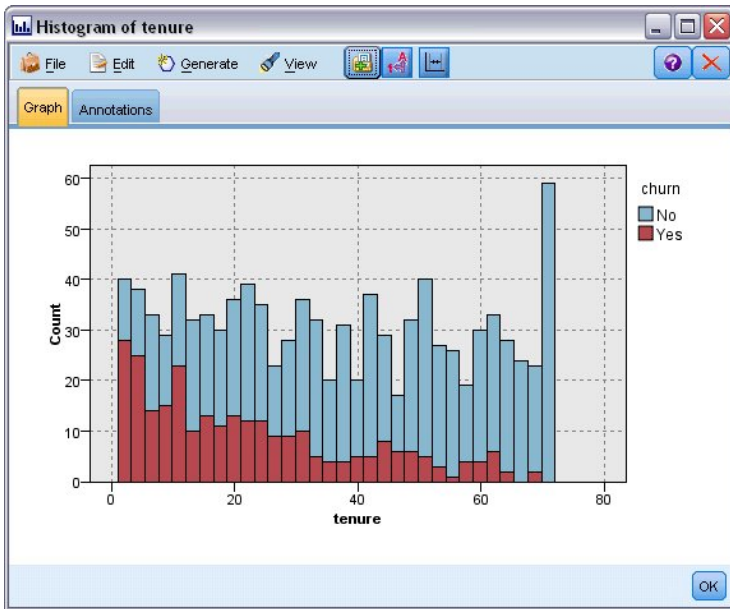 Histogram of tenure
File Edit Generate View
Graph Annotations
60
50
40
30
20
10
0
Count
0 20 40 60 80
tenure
churn
No
Yes
OK